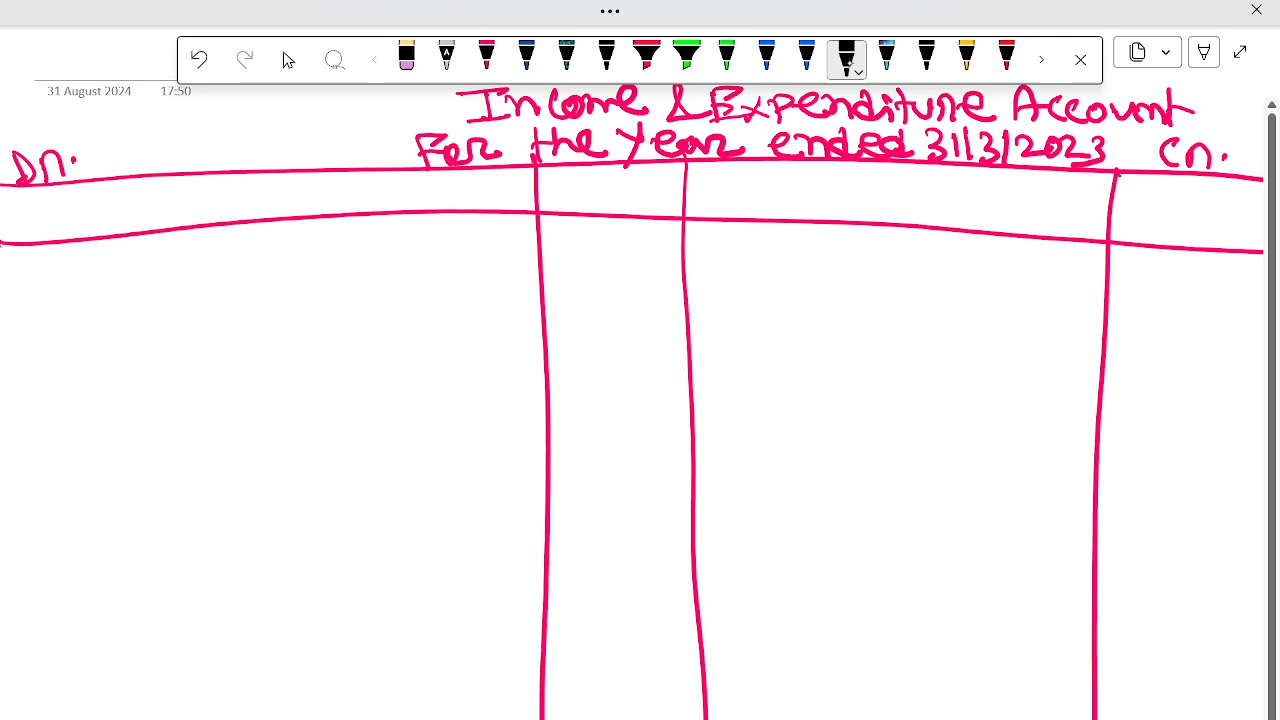 31 August 2024 17:50
Income & Expenditure Account
For the Year ended 31/3/2023
Dr. Cr.